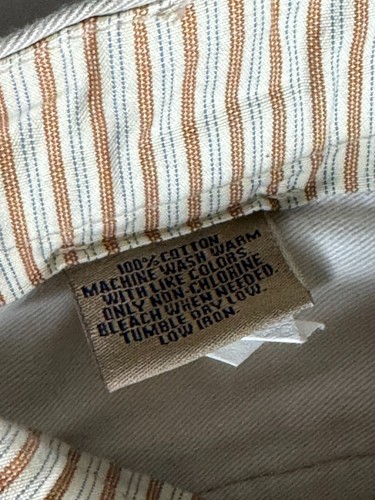 100% COTTON
MACHINE WASH WARM
WITH LIKE COLORS.
ONLY NON-CHLORINE
BLEACH WHEN NEEDED.
TUMBLE DRY LOW.
LOW IRON.